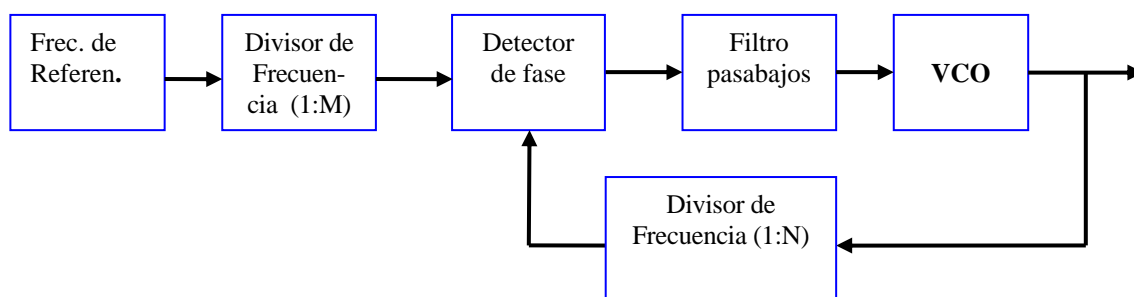 Frec. de
Referen.
Divisor de
Frecuen-
cia (1:M)
Detector
de fase
Filtro
pasabajos
VCO
Divisor de
Frecuencia (1:N)